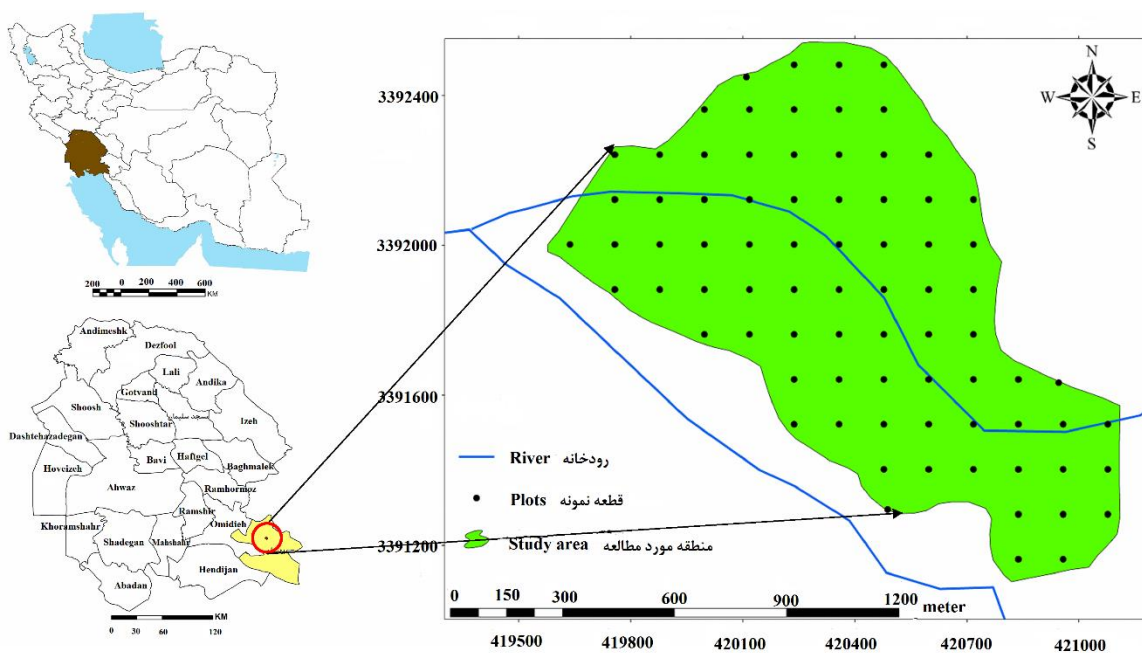 200 0 200 400 600
KM
Andimeshk
Dezfool
Lali
Andika
Gotvand
Shoosh
Shooshtar
مسجد سلیمان
Izeh
Dashtehazadegan
Bavi
Haftgel
Baghmalek
Hoveizeh
Ahwaz
Ramhormoz
Ramshir
Omidieh
Khoramshahr
Shadegan
Mahshahr
Hendijan
Abadan
0 30 60 120
KM
N
W E
S
3392400
3392000
3391600
3391200
River رودخانه
Plots قطعه نمونه
Study area منطقه مورد مطالعه
0 150 300 600 900 1200 meter
419500 419800 420100 420400 420700 421000